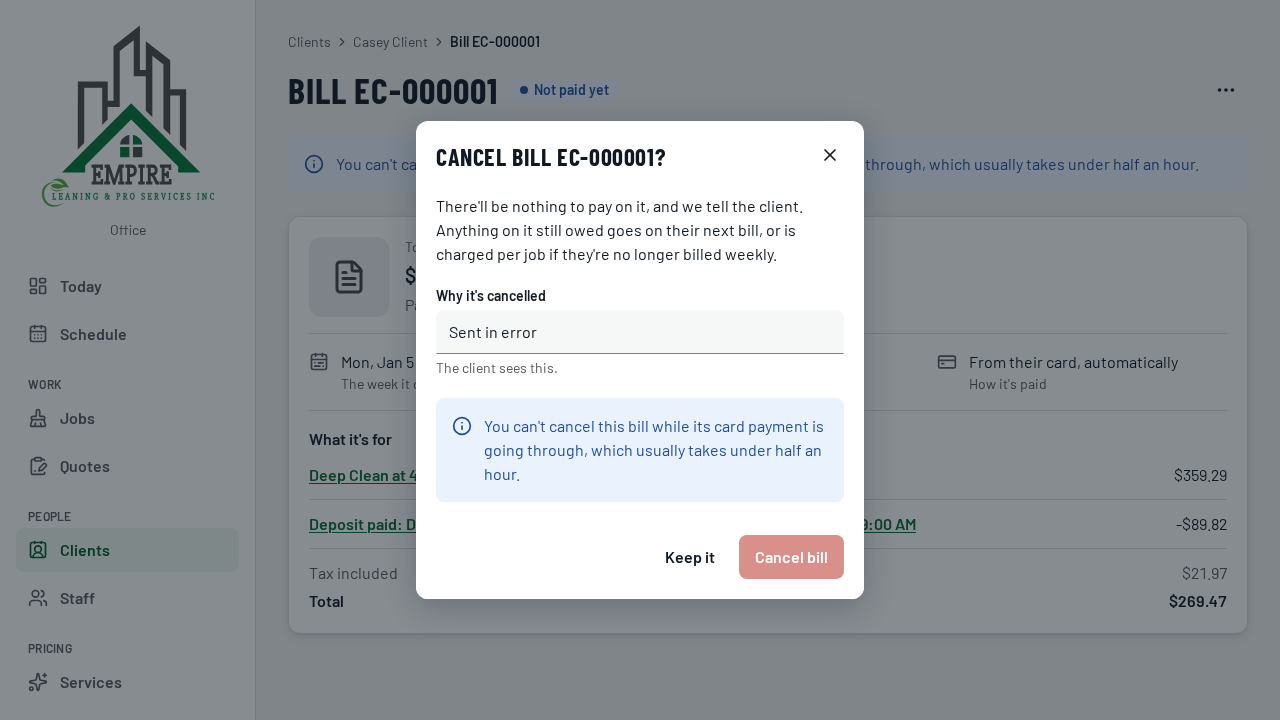 EMPIRE
LEANING & PRO SERVICES INC
Office
Today
Schedule
WORK
Jobs
Quotes
PEOPLE
Clients
Staff
PRICING
Services
Clients > Casey Client > Bill EC-000001
BILL EC-000001
Not paid yet
You can't ca
through, which usually takes under half an hour.
To
$
Pa
Mon, Jan 5
The week it c
From their card, automatically
How it's paid
What it's for
Deep Clean at 4
$359.29
Deposit paid: D
9:00 AM
-$89.82
Tax included
$21.97
Total
$269.47
CANCEL BILL EC-000001?
There'll be nothing to pay on it, and we tell the client.
Anything on it still owed goes on their next bill, or is
charged per job if they're no longer billed weekly.
Why it's cancelled
Sent in error
The client sees this.
You can't cancel this bill while its card payment is
going through, which usually takes under half an
hour.
Keep it
Cancel bill